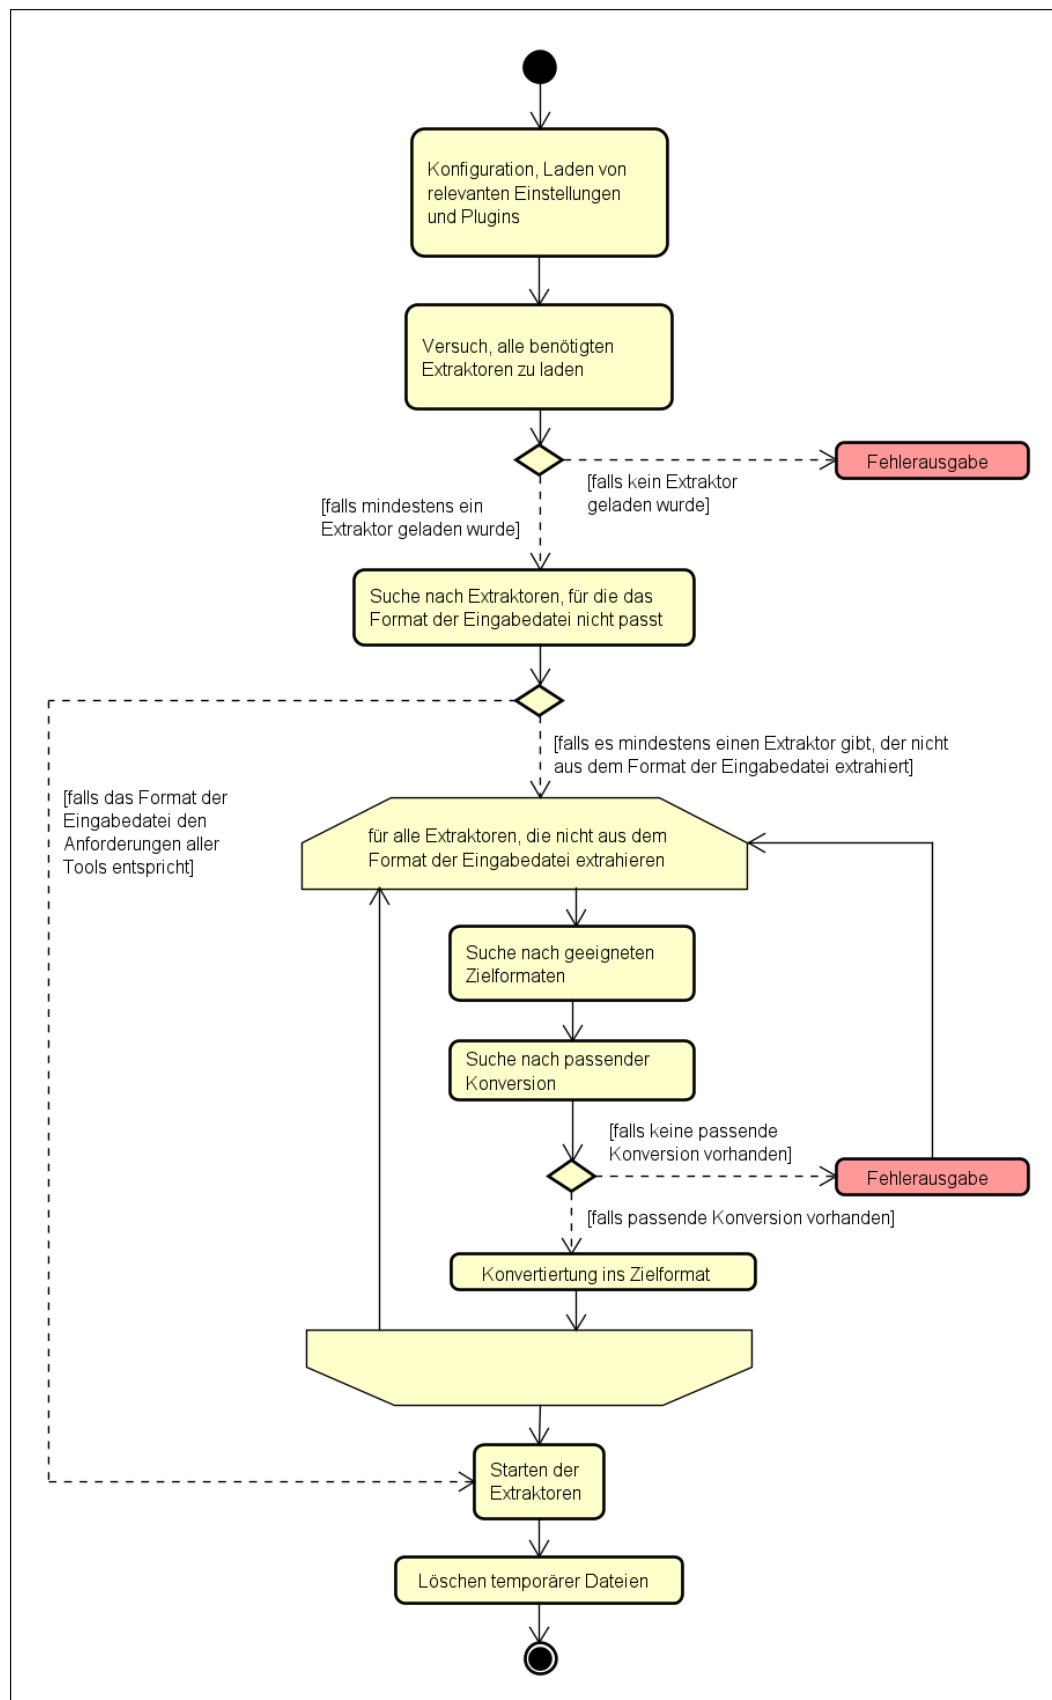 Konfiguration, Laden von
relevanten Einstellungen
und Plugins
Versuch, alle benötigten
Extraktoren zu laden
Fehlerausgabe
[falls kein Extraktor
geladen wurde]
[falls mindestens ein
Extraktor geladen wurde]
Suche nach Extraktoren, für die das
Format der Eingabedatei nicht passt
[falls es mindestens einen Extraktor gibt, der nicht
aus dem Format der Eingabedatei extrahiert]
[falls das Format der
Eingabedatei den
Anforderungen aller
Tools entspricht]
für alle Extraktoren, die nicht aus dem
Format der Eingabedatei extrahieren
Suche nach geeigneten
Zielformaten
Suche nach passender
Konversion
[falls keine passende
Konversion vorhanden]
Fehlerausgabe
[falls passende Konversion vorhanden]
Konvertiertung ins Zielformat
Starten der
Extraktoren
Löschen temporärer Dateien